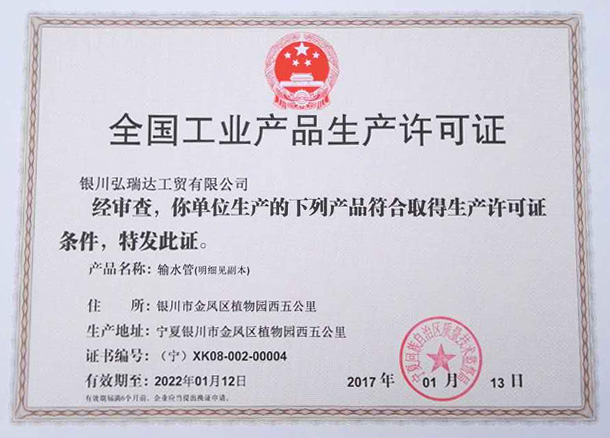 全国工业产品生产许可证
银川弘瑞达工贸有限公司
经审查，你单位生产的下列产品符合取得生产许可证
条件，特发此证。
产品名称：输水管(明细见副本)
住 所：银川市金凤区植物园西五公里
生产地址：宁夏银川市金凤区植物园西五公里
证书编号：（宁）XK08-002-00004
有效期至：2022年01月12日
2017 年 01 月 13 日
有效期届满6个月前，企业应当提出换证申请。
宁夏回族自治区质量技术监督局